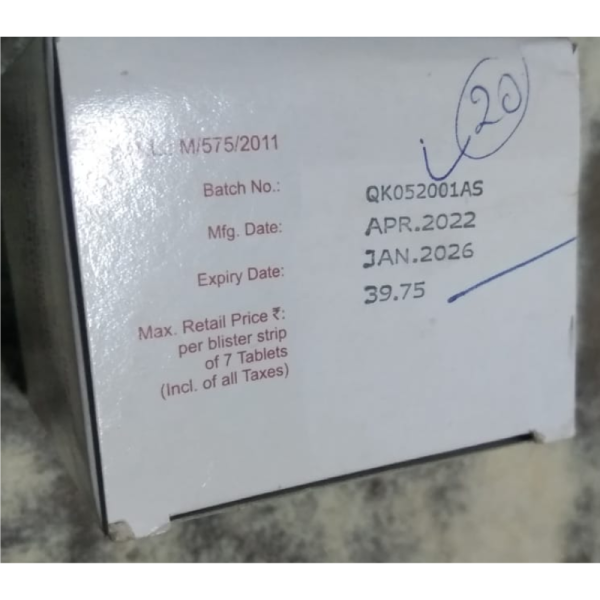 20
L.: M/575/2011
Batch No.: QK052001AS
Mfg. Date: APR.2022
Expiry Date: JAN.2026
Max. Retail Price ₹: 39.75
per blister strip
of 7 Tablets
(Incl. of all Taxes)